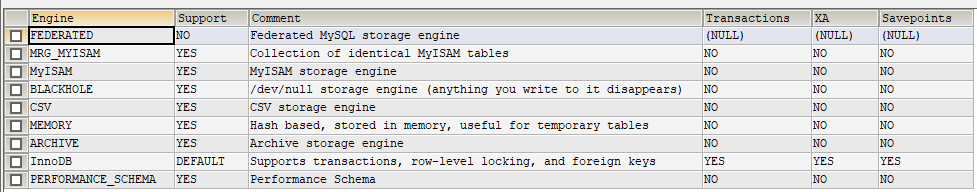 Engine Support Comment Transactions XA Savepoints
FEDERATED NO Federated MySQL storage engine (NULL) (NULL) (NULL)
MRG_MYISAM YES Collection of identical MyISAM tables NO NO NO
MyISAM YES MyISAM storage engine NO NO NO
BLACKHOLE YES /dev/null storage engine (anything you write to it disappears) NO NO NO
CSV YES CSV storage engine NO NO NO
MEMORY YES Hash based, stored in memory, useful for temporary tables NO NO NO
ARCHIVE YES Archive storage engine NO NO NO
InnoDB DEFAULT Supports transactions, row-level locking, and foreign keys YES YES YES
PERFORMANCE_SCHEMA YES Performance Schema NO NO NO